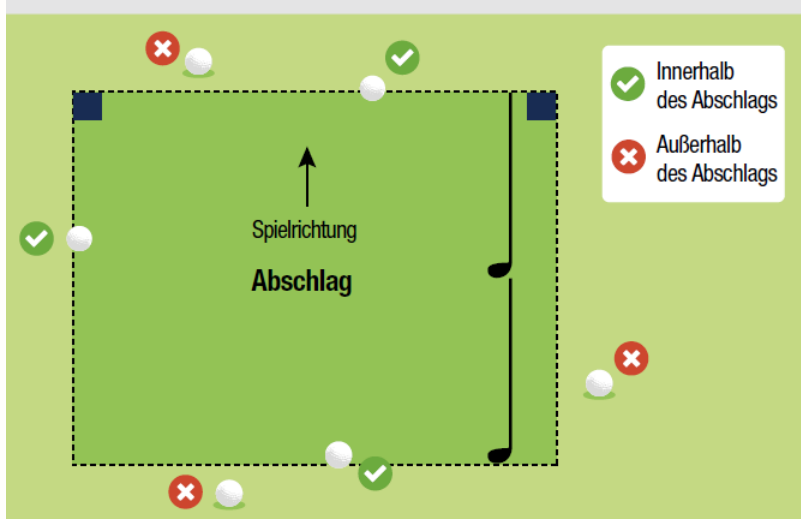 Innerhalb
des Abschlags
Außerhalb
des Abschlags
Spielrichtung
Abschlag